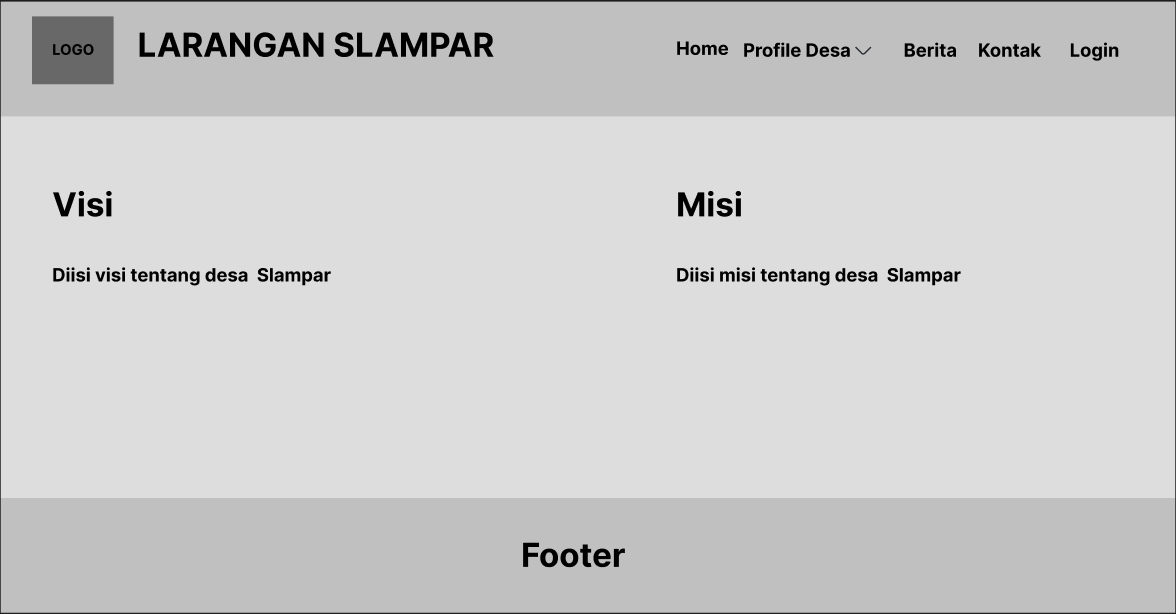 LOGO
LARANGAN SLAMPAR
Home Profile Desa Berita Kontak Login
Visi
Misi
Diisi visi tentang desa  Slampar
Diisi misi tentang desa  Slampar
Footer